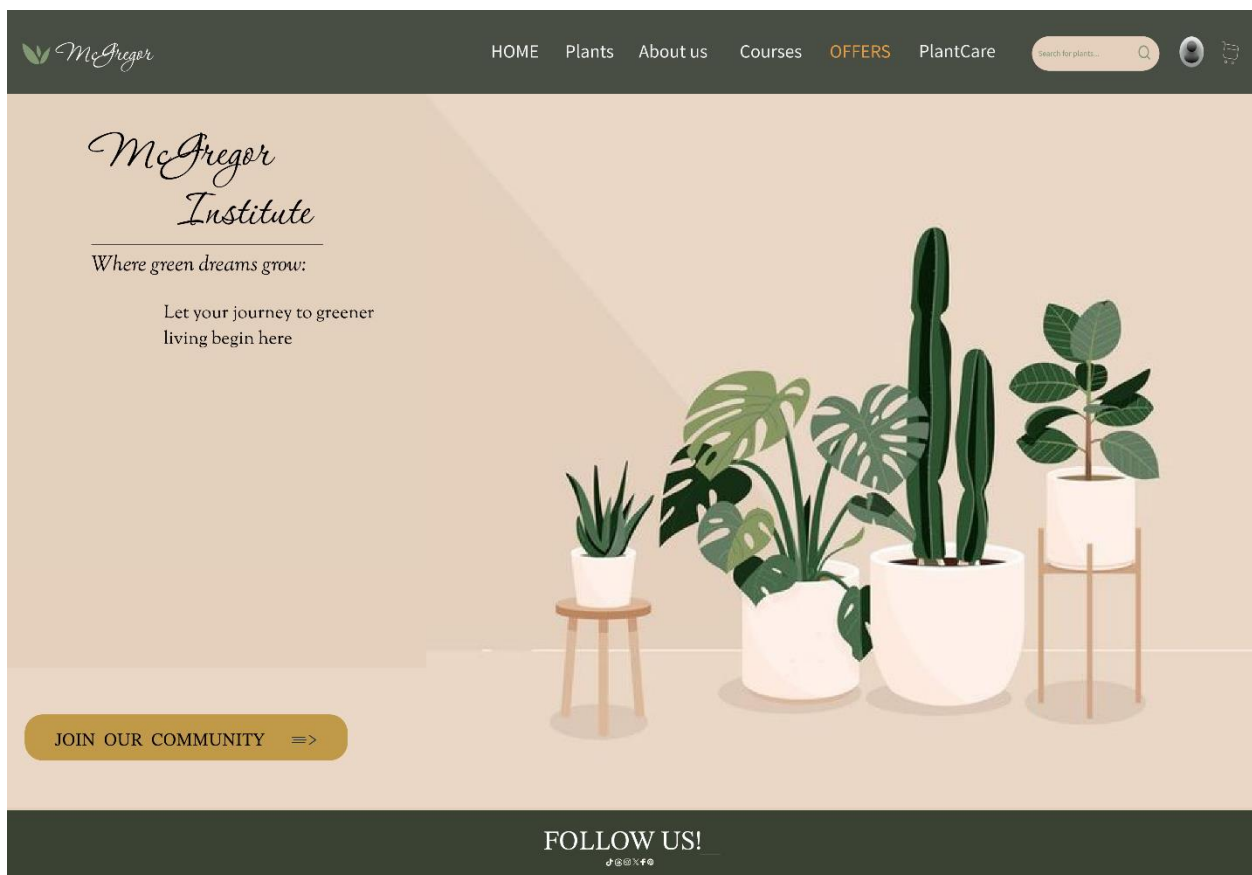 McGregor
HOME Plants About us Courses OFFERS PlantCare Search for plants...
McGregor
Institute
Where green dreams grow:
Let your journey to greener
living begin here
JOIN OUR COMMUNITY =>
FOLLOW US!